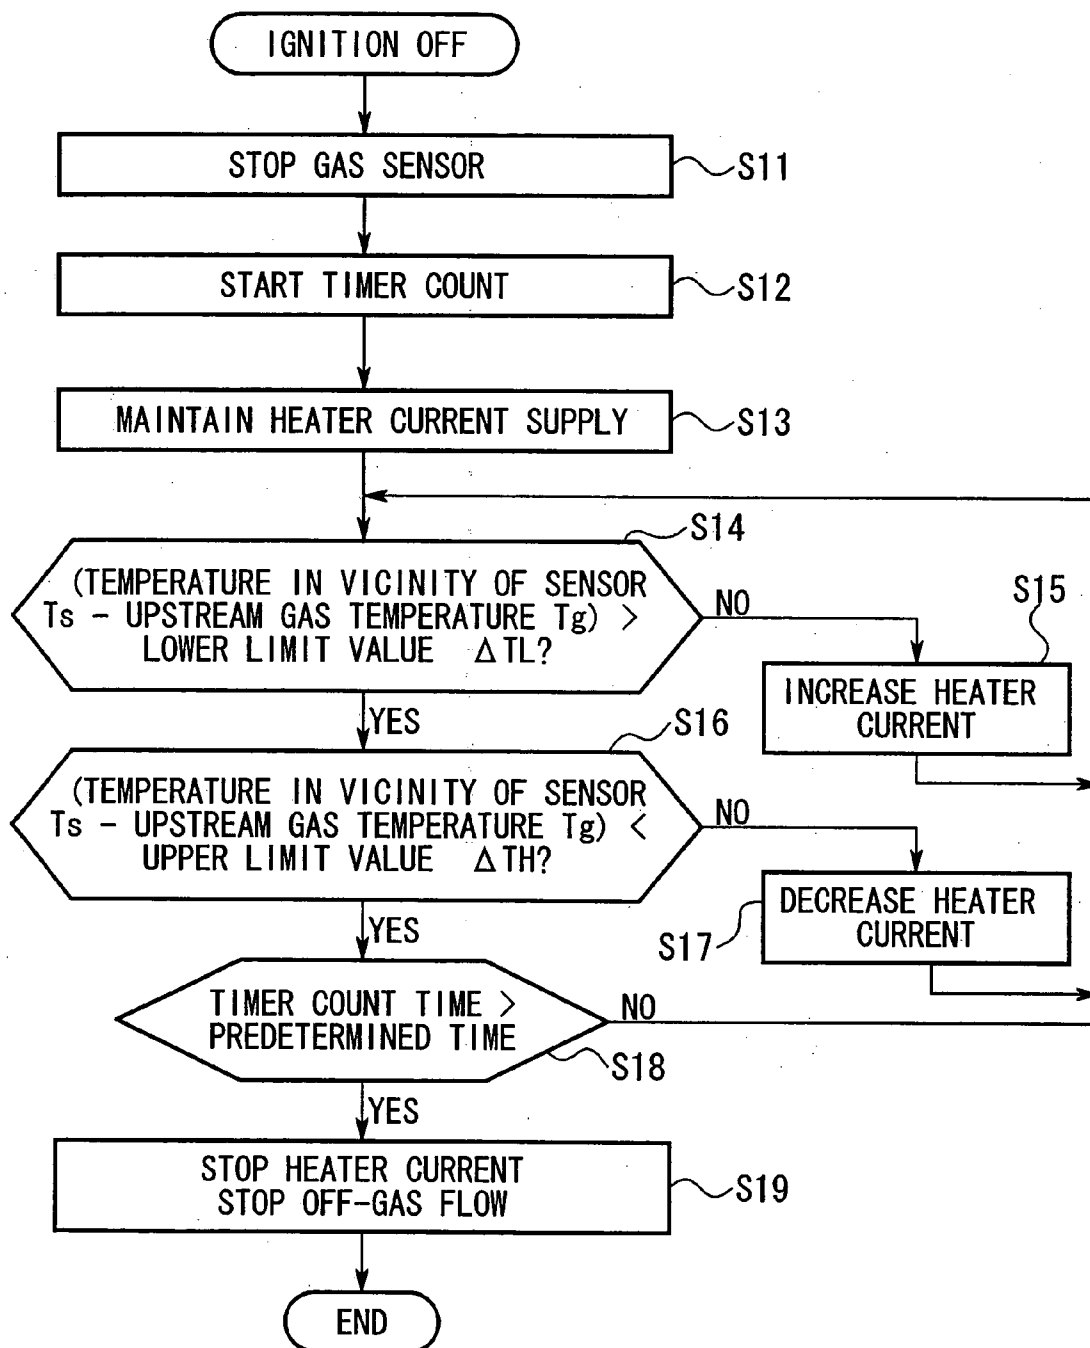 IGNITION OFF
STOP GAS SENSOR
S11
START TIMER COUNT
S12
MAINTAIN HEATER CURRENT SUPPLY
S13
S14
(TEMPERATURE IN VICINITY OF SENSOR
Ts - UPSTREAM GAS TEMPERATURE Tg) >
LOWER LIMIT VALUE ΔTL?
NO
S15
INCREASE HEATER
CURRENT
YES
S16
(TEMPERATURE IN VICINITY OF SENSOR
Ts - UPSTREAM GAS TEMPERATURE Tg) <
UPPER LIMIT VALUE ΔTH?
NO
DECREASE HEATER
CURRENT
S17
YES
TIMER COUNT TIME >
PREDETERMINED TIME
NO
S18
YES
STOP HEATER CURRENT
STOP OFF-GAS FLOW
S19
END